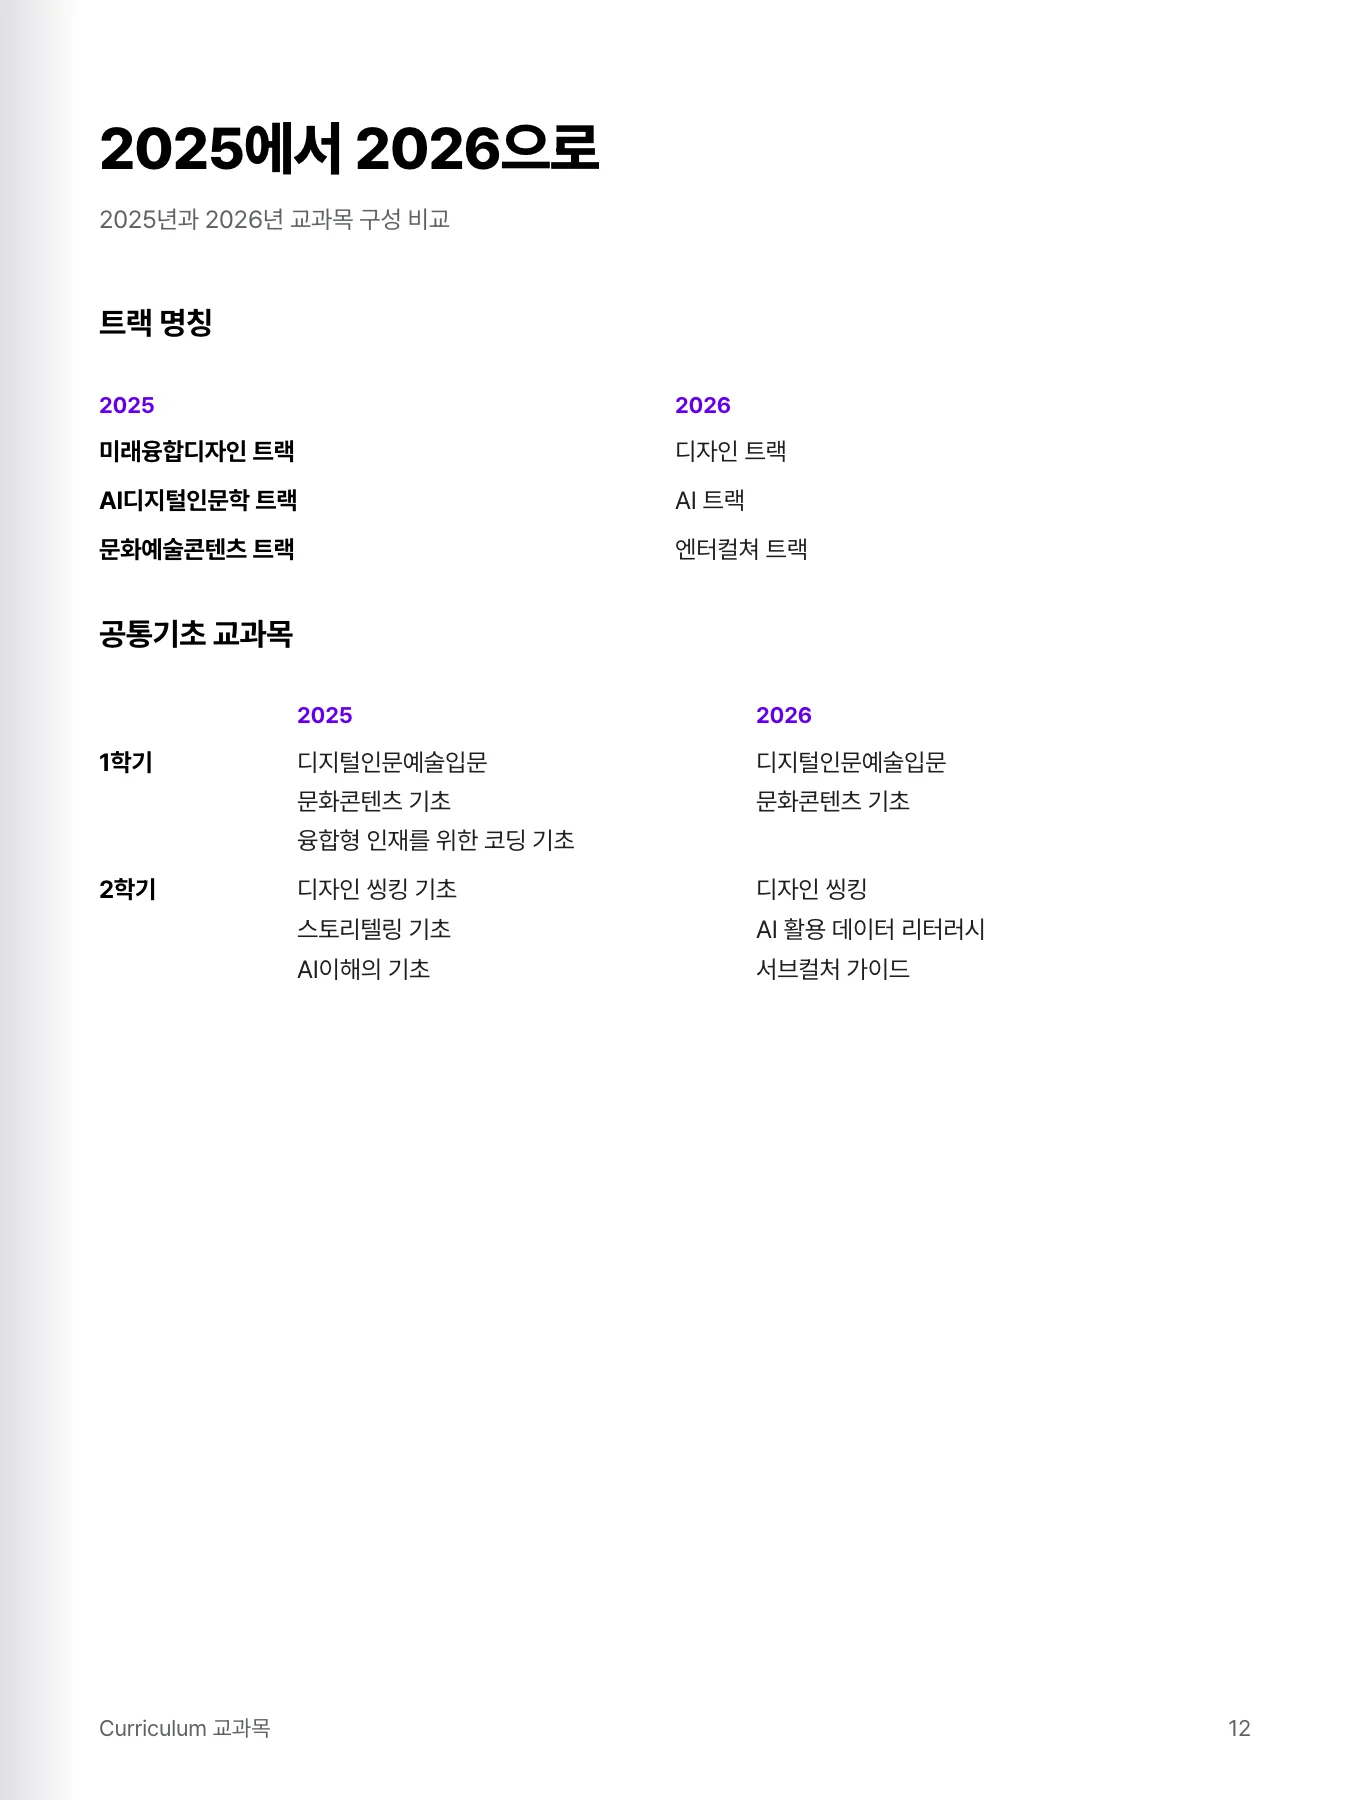 2025에서 2026으로
2025년과 2026년 교과목 구성 비교
트랙 명칭
2025 2026
미래융합디자인 트랙 디자인 트랙
AI디지털인문학 트랙 AI 트랙
문화예술콘텐츠 트랙 엔터컬쳐 트랙
공통기초 교과목
2025 2026
1학기 디지털인문예술입문 디지털인문예술입문
문화콘텐츠 기초 문화콘텐츠 기초
융합형 인재를 위한 코딩 기초
2학기 디자인 씽킹 기초 디자인 씽킹
스토리텔링 기초 AI 활용 데이터 리터러시
AI이해의 기초 서브컬처 가이드
Curriculum 교과목 12